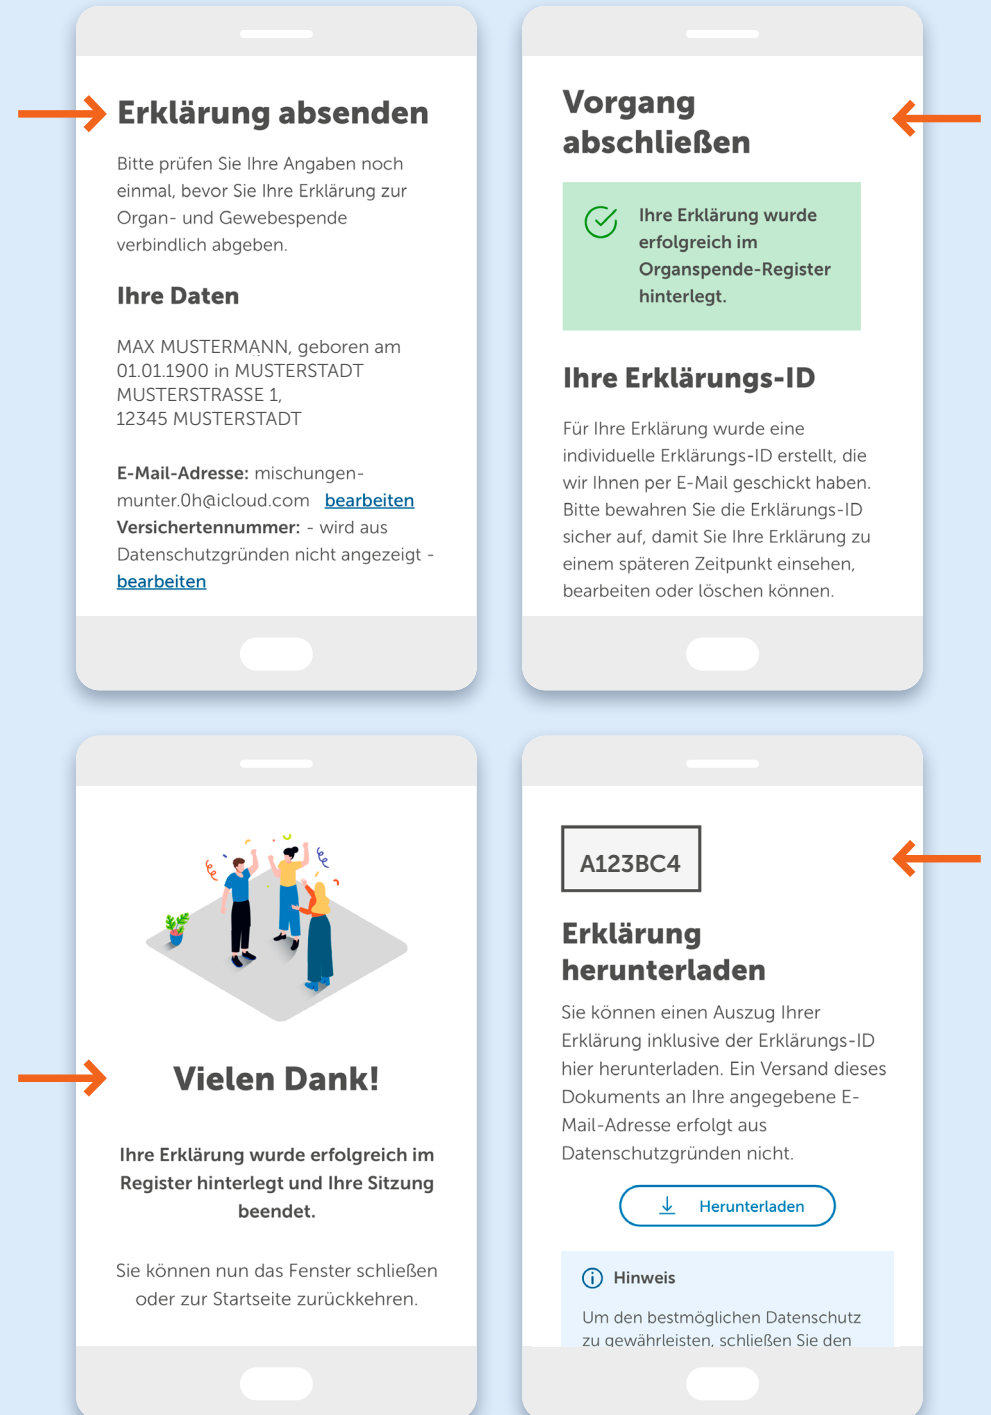 Erklärung absenden
Bitte prüfen Sie Ihre Angaben noch
einmal, bevor Sie Ihre Erklärung zur
Organ- und Gewebespende
verbindlich abgeben.
Ihre Daten
MAX MUSTERMANN, geboren am
01.01.1900 in MUSTERSTADT
MUSTERSTRASSE 1,
12345 MUSTERSTADT
E-Mail-Adresse: mischungen-
munter.0h@icloud.com bearbeiten
Versichertennummer: - wird aus
Datenschutzgründen nicht angezeigt -
bearbeiten
Vorgang
abschließen
Ihre Erklärung wurde
erfolgreich im
Organspende-Register
hinterlegt.
Ihre Erklärungs-ID
Für Ihre Erklärung wurde eine
individuelle Erklärungs-ID erstellt, die
wir Ihnen per E-Mail geschickt haben.
Bitte bewahren Sie die Erklärungs-ID
sicher auf, damit Sie Ihre Erklärung zu
einem späteren Zeitpunkt einsehen,
bearbeiten oder löschen können.
Vielen Dank!
Ihre Erklärung wurde erfolgreich im
Register hinterlegt und Ihre Sitzung
beendet.
Sie können nun das Fenster schließen
oder zur Startseite zurückkehren.
A123BC4
Erklärung
herunterladen
Sie können einen Auszug Ihrer
Erklärung inklusive der Erklärungs-ID
hier herunterladen. Ein Versand dieses
Dokuments an Ihre angegebene E-
Mail-Adresse erfolgt aus
Datenschutzgründen nicht.
Herunterladen
Hinweis
Um den bestmöglichen Datenschutz
zu gewährleisten, schließen Sie den